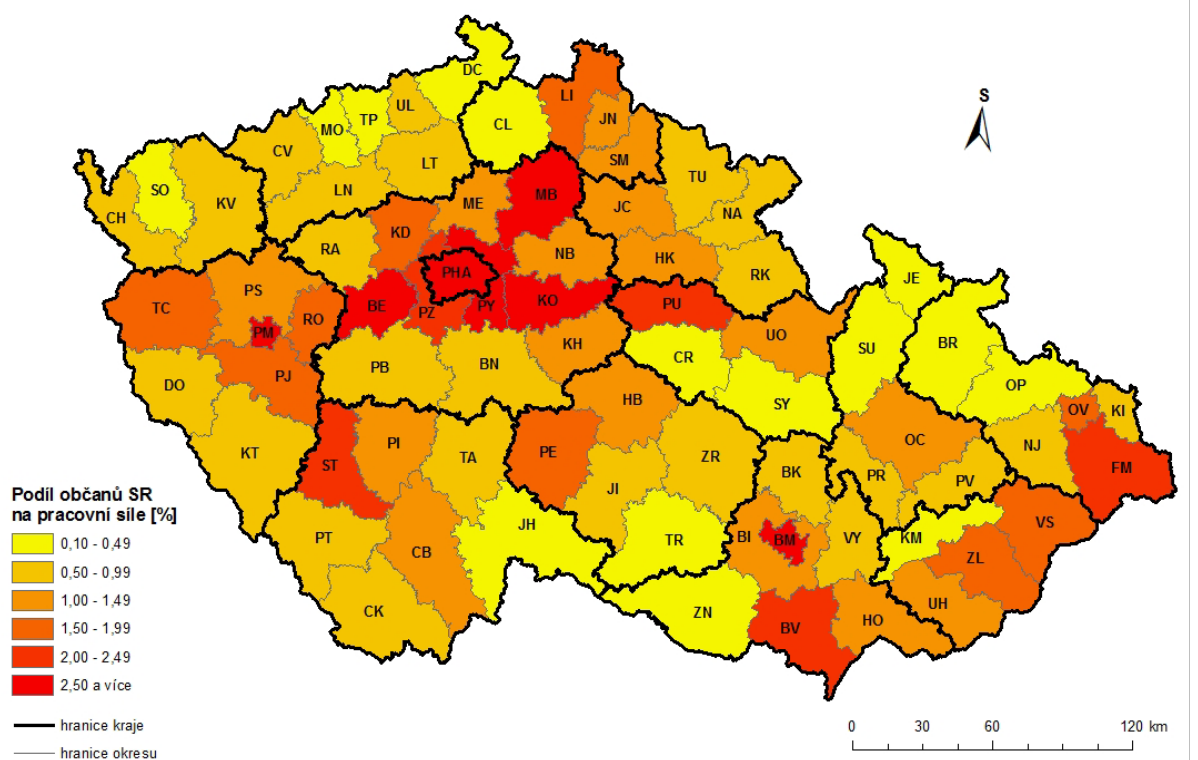 DC
S
UL
LI
TP
CL
JN
MO
CV
LT
SM
TU
SO
LN
MB
KV
ME
JC
NA
CH
KD
RA
NB
HK
PHA
RK
JE
PS
TC
BE
PZ
PY
KO
PU
RO
PM
UO
BR
KH
SU
CR
PB
BN
PJ
DO
OP
HB
SY
OV
KI
PI
OC
NJ
KT
ST
TA
PE
ZR
FM
BK
PR
PV
JI
Podíl občanů SR
na pracovní síle [%]
JH
VS
PT
TR
BI
BM
VY
KM
0,10 - 0,49
CB
ZL
0,50 - 0,99
UH
1,00 - 1,49
CK
ZN
HO
BV
1,50 - 1,99
2,00 - 2,49
2,50 a více
hranice kraje
0 30 60 120 km
hranice okresu